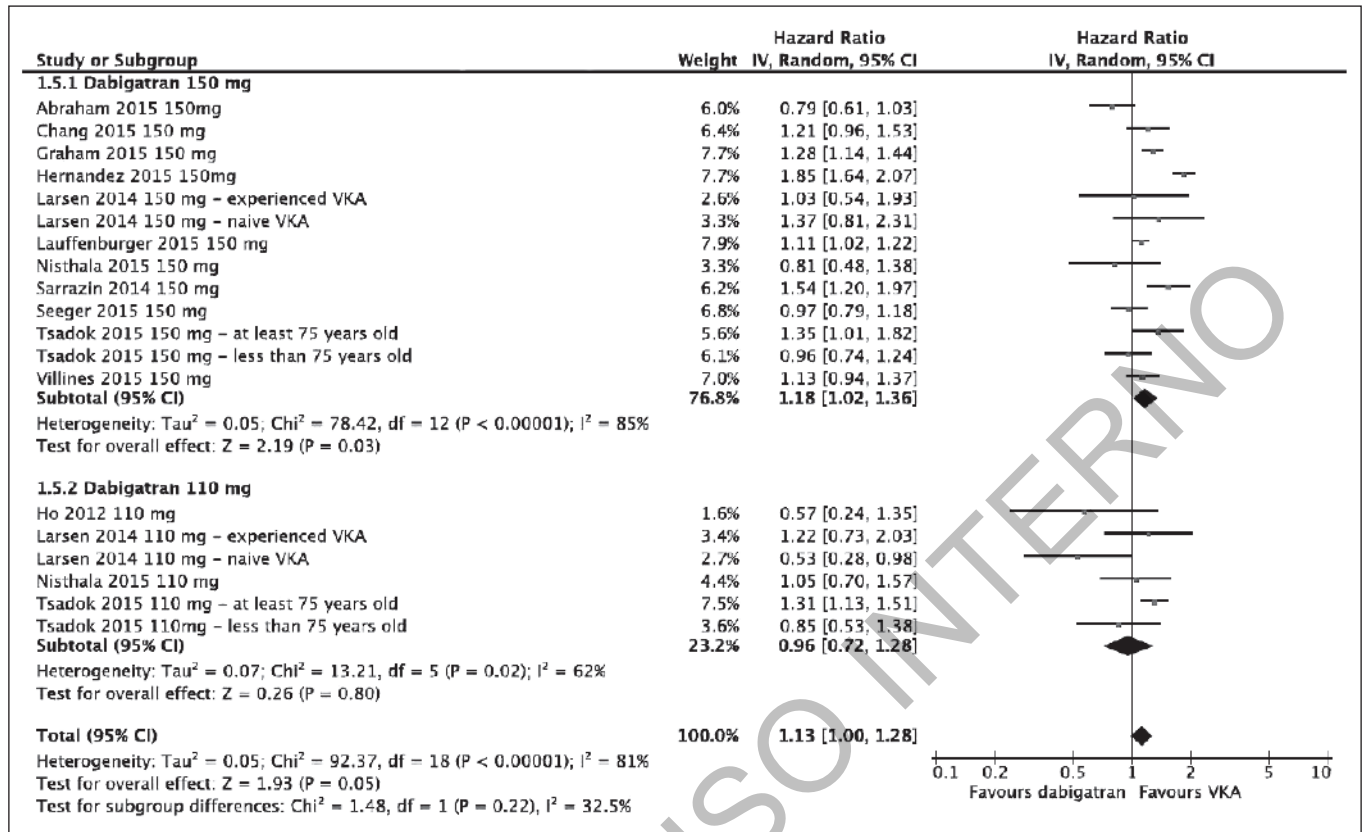 Hazard Ratio Hazard Ratio
Study or Subgroup Weight IV, Random, 95% CI IV, Random, 95% CI
1.5.1 Dabigatran 150 mg
Abraham 2015 150mg 6.0% 0.79 [0.61, 1.03]
Chang 2015 150 mg 6.4% 1.21 [0.96, 1.53]
Graham 2015 150 mg 7.7% 1.28 [1.14, 1.44]
Hernandez 2015 150mg 7.7% 1.85 [1.64, 2.07]
Larsen 2014 150 mg – experienced VKA 2.6% 1.03 [0.54, 1.93]
Larsen 2014 150 mg – naive VKA 3.3% 1.37 [0.81, 2.31]
Lauffenburger 2015 150 mg 7.9% 1.11 [1.02, 1.22]
Nisthala 2015 150 mg 3.3% 0.81 [0.48, 1.38]
Sarrazin 2014 150 mg 6.2% 1.54 [1.20, 1.97]
Seeger 2015 150 mg 6.8% 0.97 [0.79, 1.18]
Tsadok 2015 150 mg – at least 75 years old 5.6% 1.35 [1.01, 1.82]
Tsadok 2015 150 mg – less than 75 years old 6.1% 0.96 [0.74, 1.24]
Villines 2015 150 mg 7.0% 1.13 [0.94, 1.37]
Subtotal (95% CI) 76.8% 1.18 [1.02, 1.36]
Heterogeneity: Tau² = 0.05; Chi² = 78.42, df = 12 (P < 0.00001); I² = 85%
Test for overall effect: Z = 2.19 (P = 0.03)
1.5.2 Dabigatran 110 mg
Ho 2012 110 mg 1.6% 0.57 [0.24, 1.35]
Larsen 2014 110 mg – experienced VKA 3.4% 1.22 [0.73, 2.03]
Larsen 2014 110 mg – naive VKA 2.7% 0.53 [0.28, 0.98]
Nisthala 2015 110 mg 4.4% 1.05 [0.70, 1.57]
Tsadok 2015 110 mg – at least 75 years old 7.5% 1.31 [1.13, 1.51]
Tsadok 2015 110mg – less than 75 years old 3.6% 0.85 [0.53, 1.38]
Subtotal (95% CI) 23.2% 0.96 [0.72, 1.28]
Heterogeneity: Tau² = 0.07; Chi² = 13.21, df = 5 (P = 0.02); I² = 62%
Test for overall effect: Z = 0.26 (P = 0.80)
Total (95% CI) 100.0% 1.13 [1.00, 1.28]
Heterogeneity: Tau² = 0.05; Chi² = 92.37, df = 18 (P < 0.00001); I² = 81%
Test for overall effect: Z = 1.93 (P = 0.05)
Test for subgroup differences: Chi² = 1.48, df = 1 (P = 0.22), I² = 32.5%
0.1 0.2 0.5 1 2 5 10
Favours dabigatran Favours VKA
SO INTERNO